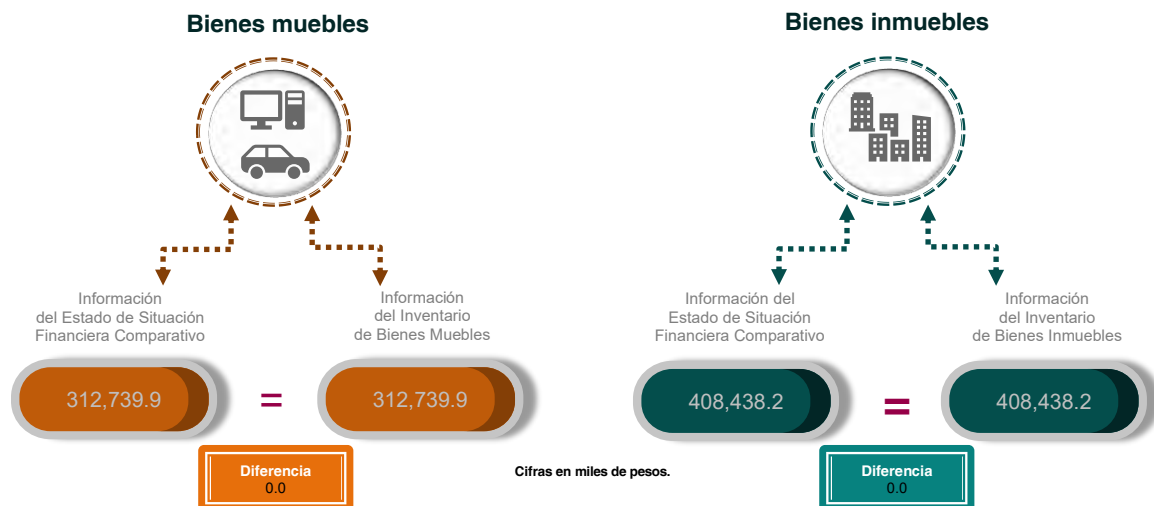 Bienes muebles
Información
del Estado de Situación
Financiera Comparativo
Información
del Inventario
de Bienes Muebles
312,739.9
=
312,739.9
Diferencia
0.0
Bienes inmuebles
Información del
Estado de Situación
Financiera Comparativo
Información
del Inventario
de Bienes Inmuebles
408,438.2
=
408,438.2
Diferencia
0.0
Cifras en miles de pesos.